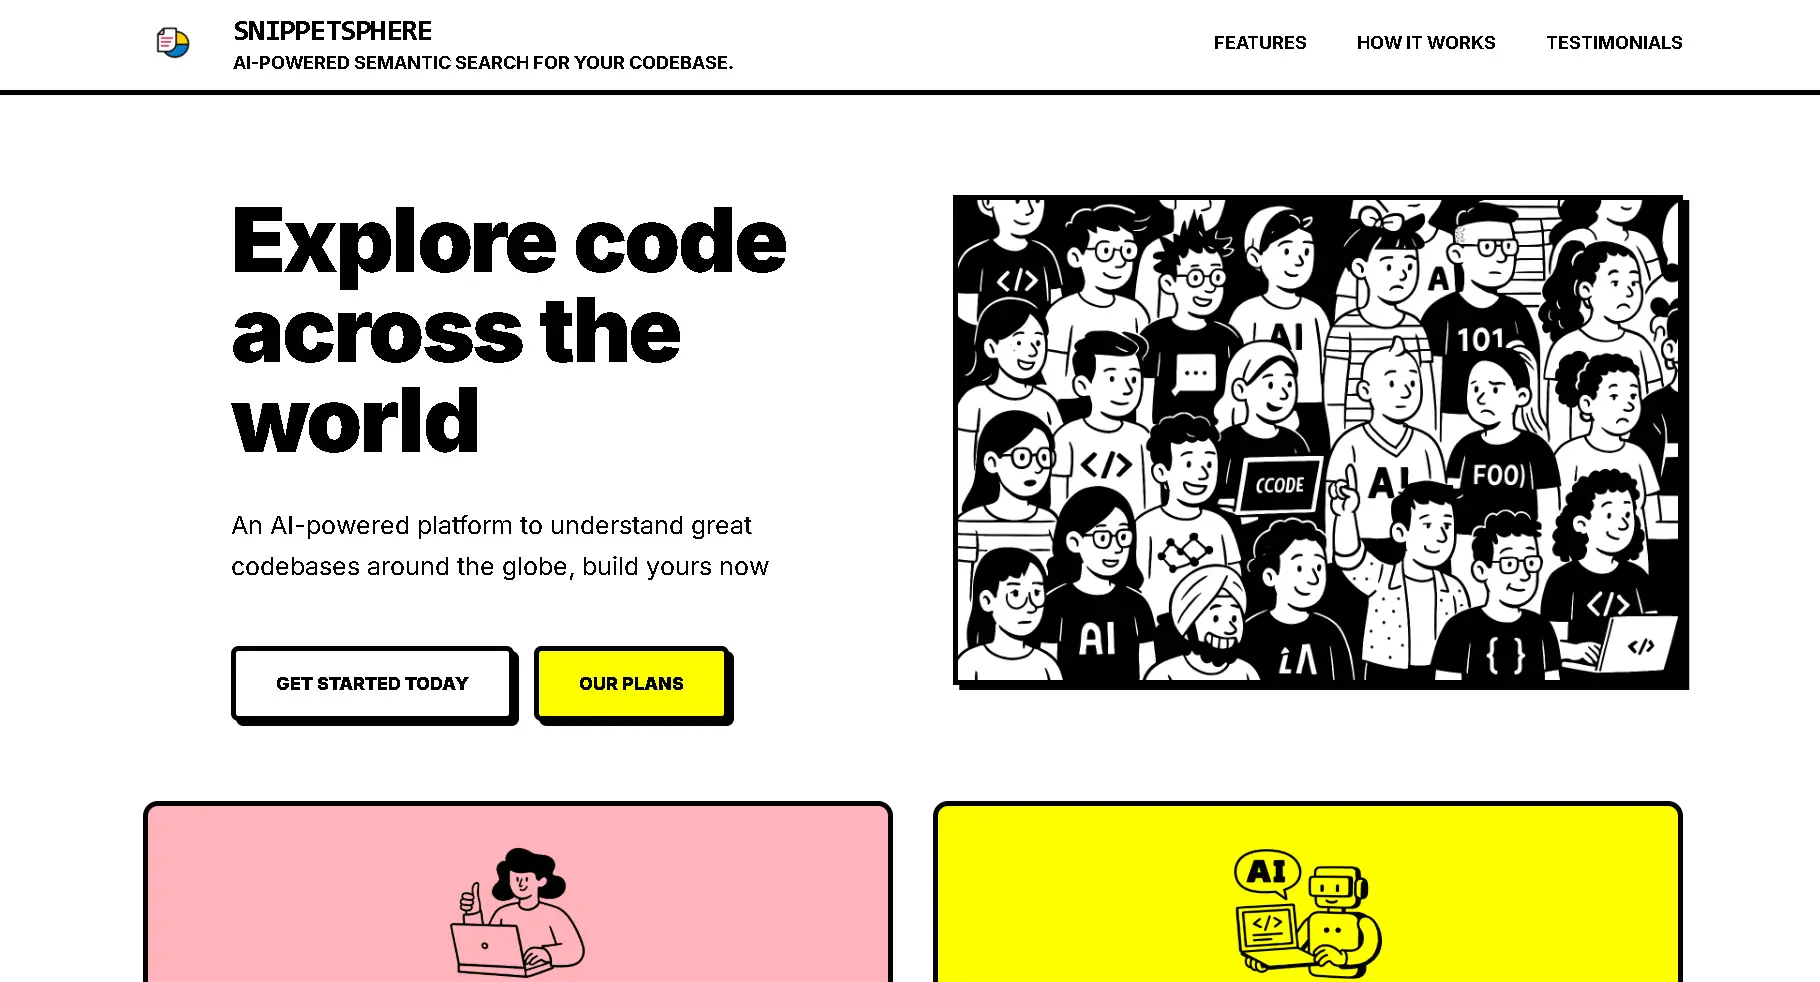 SNIPPETSPHERE
AI-POWERED SEMANTIC SEARCH FOR YOUR CODEBASE.
FEATURES HOW IT WORKS TESTIMONIALS
Explore code
across the
world
An AI-powered platform to understand great
codebases around the globe, build yours now
GET STARTED TODAY OUR PLANS
</>
A
101
AI
...
</>
CCODE
AI
FOO)
AI
</>
</>
{ }
AI
</>